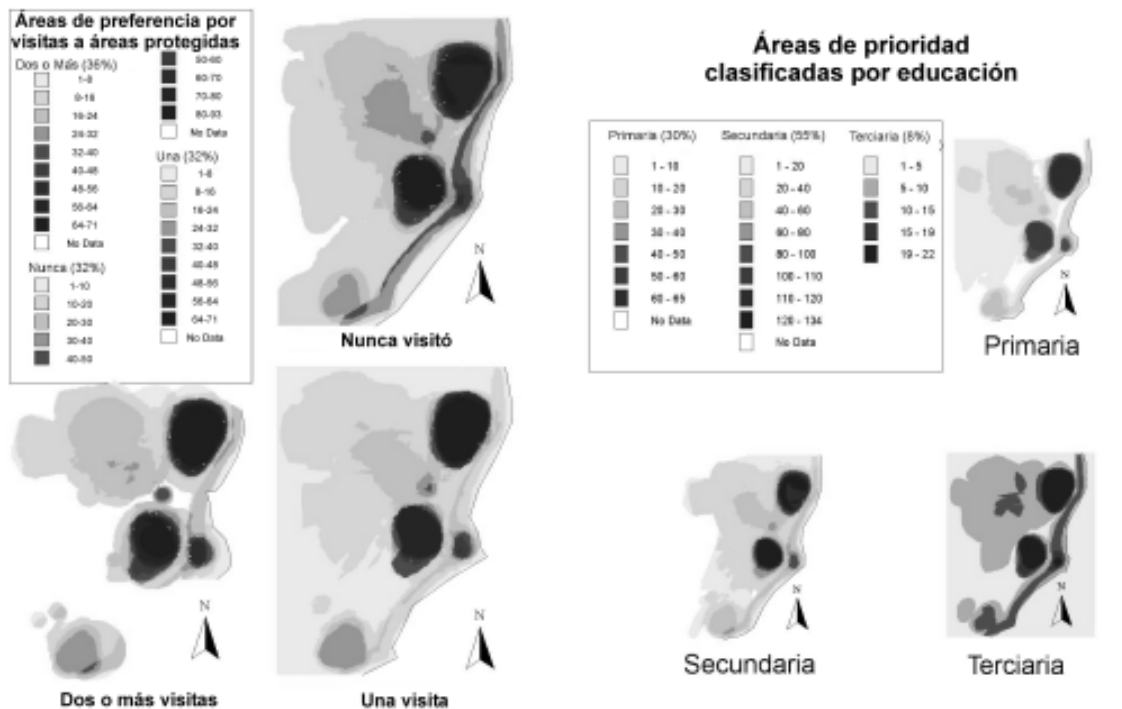 Áreas de preferencia por
visitas a áreas protegidas
Dos o Más (36%)
1-8
8-16
16-24
24-32
32-40
40-48
48-56
56-64
64-71
No Data
Nunca (32%)
1-10
10-20
20-30
30-40
40-50
50-60
60-70
70-80
80-93
No Data
Una (32%)
1-8
8-16
16-24
24-32
32-40
40-48
48-56
56-64
64-71
No Data
N
Nunca visitó
N
Dos o más visitas
N
Una visita
Áreas de prioridad
clasificadas por educación
Primaria (30%)
1 - 10
10 - 20
20 - 30
30 - 40
40 - 50
50 - 60
60 - 65
No Data
Secundaria (55%)
1 - 20
20 - 40
40 - 60
60 - 80
80 - 100
100 - 110
110 - 120
120 - 134
No Data
Terciaria (8%)
1 - 5
5 - 10
10 - 15
15 - 19
19 - 22
N
Primaria
N
Secundaria
N
Terciaria